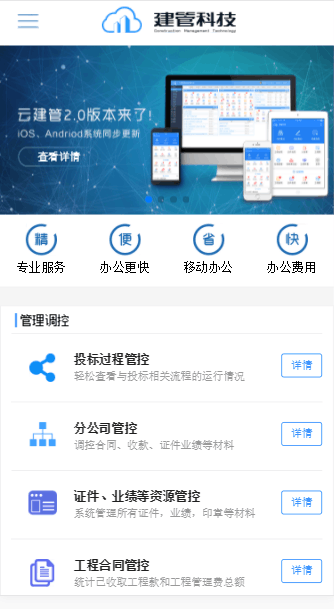 建管科技
Construction Management Technology
云建管2.0版本来了!
iOS、Andriod系统同步更新
查看详情
精 便 省 快
专业服务 办公更快 移动办公 办公费用
管理调控
投标过程管控
轻松查看与投标相关流程的运行情况
详情
分公司管控
调控合同、收款、证件业绩等材料
详情
证件、业绩等资源管控
系统管理所有证件，业绩，印章等材料
详情
工程合同管控
统计已收取工程款和工程管理费总额
详情